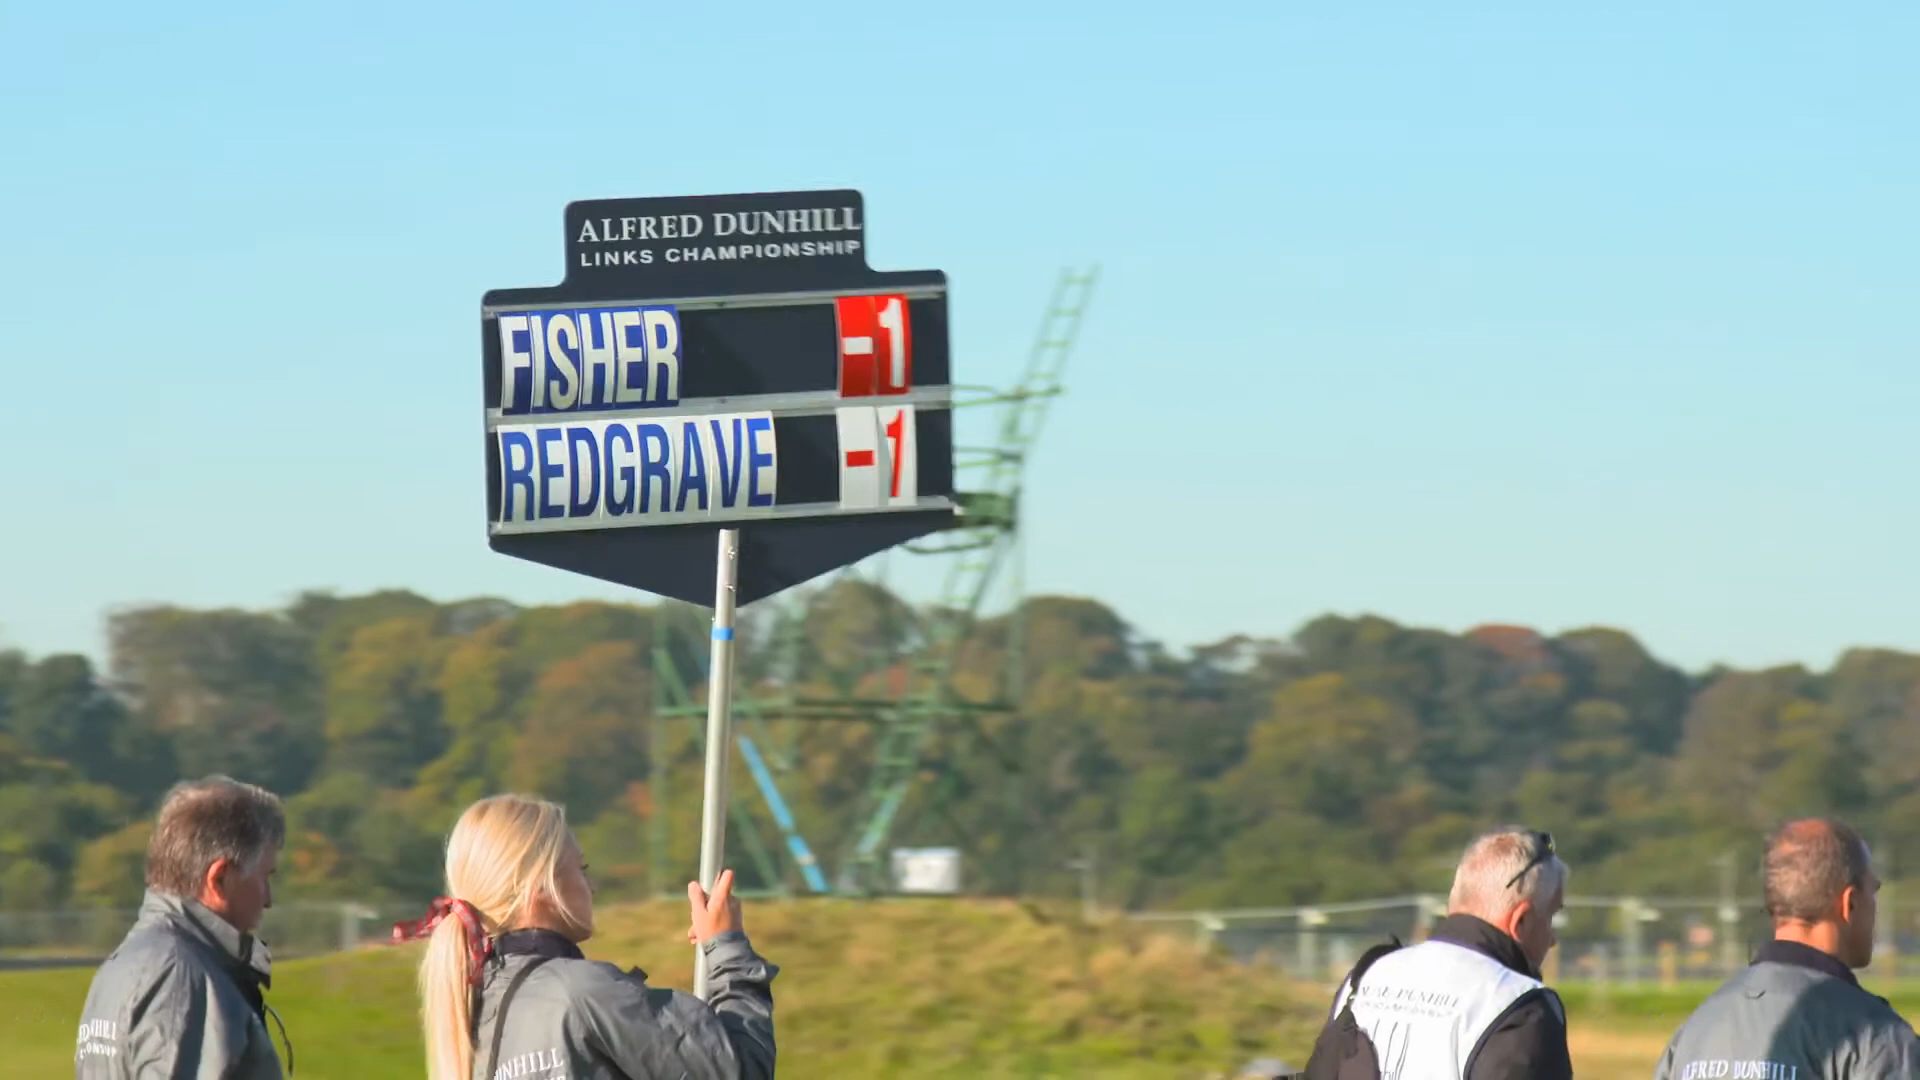 ALFRED DUNHILL
LINKS CHAMPIONSHIP
FISHER -1
REDGRAVE -1
DUNHILL
ALFRED DUNHILL